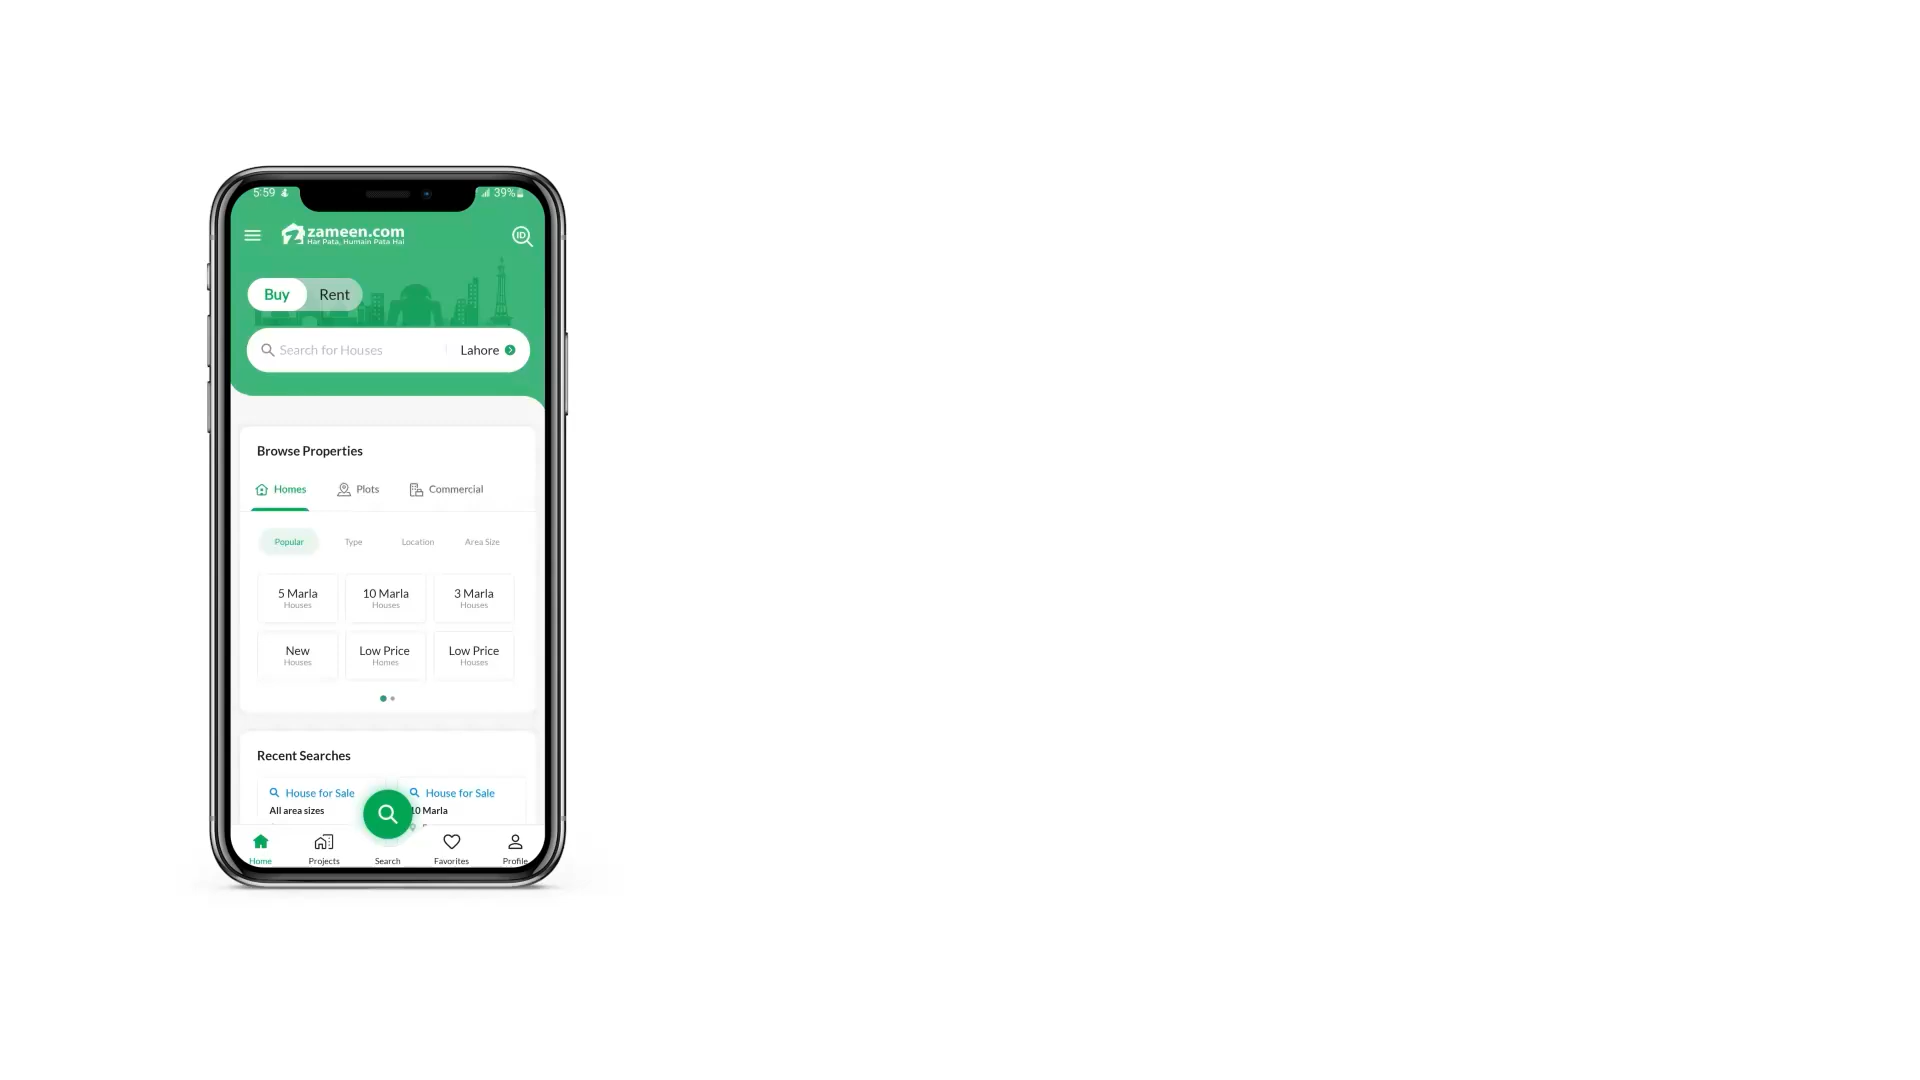 5:59 39%
zameen.com
Har Pata, Humain Pata Hai
ID
Buy Rent
Search for Houses Lahore
Browse Properties
Homes Plots Commercial
Popular Type Location Area Size
5 Marla 10 Marla 3 Marla
Houses Houses Houses
New Low Price Low Price
Houses Homes Houses
Recent Searches
House for Sale House for Sale
All area sizes 10 Marla
Home Projects Search Favorites Profile